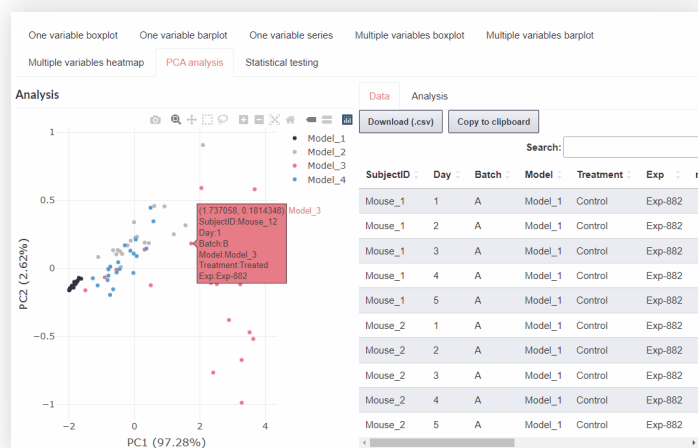 One variable boxplot One variable barplot One variable series Multiple variables boxplot Multiple variables barplot
Multiple variables heatmap PCA analysis Statistical testing
Analysis
Data Analysis
Download (.csv) Copy to clipboard
Search:
SubjectID Day Batch Model Treatment Exp
Mouse_1 1 A Model_1 Control Exp-882
Mouse_1 2 A Model_1 Control Exp-882
Mouse_1 3 A Model_1 Control Exp-882
Mouse_1 4 A Model_1 Control Exp-882
Mouse_1 5 A Model_1 Control Exp-882
Mouse_2 1 A Model_1 Control Exp-882
Mouse_2 2 A Model_1 Control Exp-882
Mouse_2 3 A Model_1 Control Exp-882
Mouse_2 4 A Model_1 Control Exp-882
Mouse_2 5 A Model_1 Control Exp-882
Model_1
Model_2
Model_3
Model_4
(1.737058, 0.1814348) Model_3
SubjectID:Mouse_12
Day:1
Batch:B
Model:Model_3
Treatment:Treated
Exp:Exp-882
1
0.5
0
−0.5
−1
PC2 (2.62%)
−2 0 2 4
PC1 (97.28%)